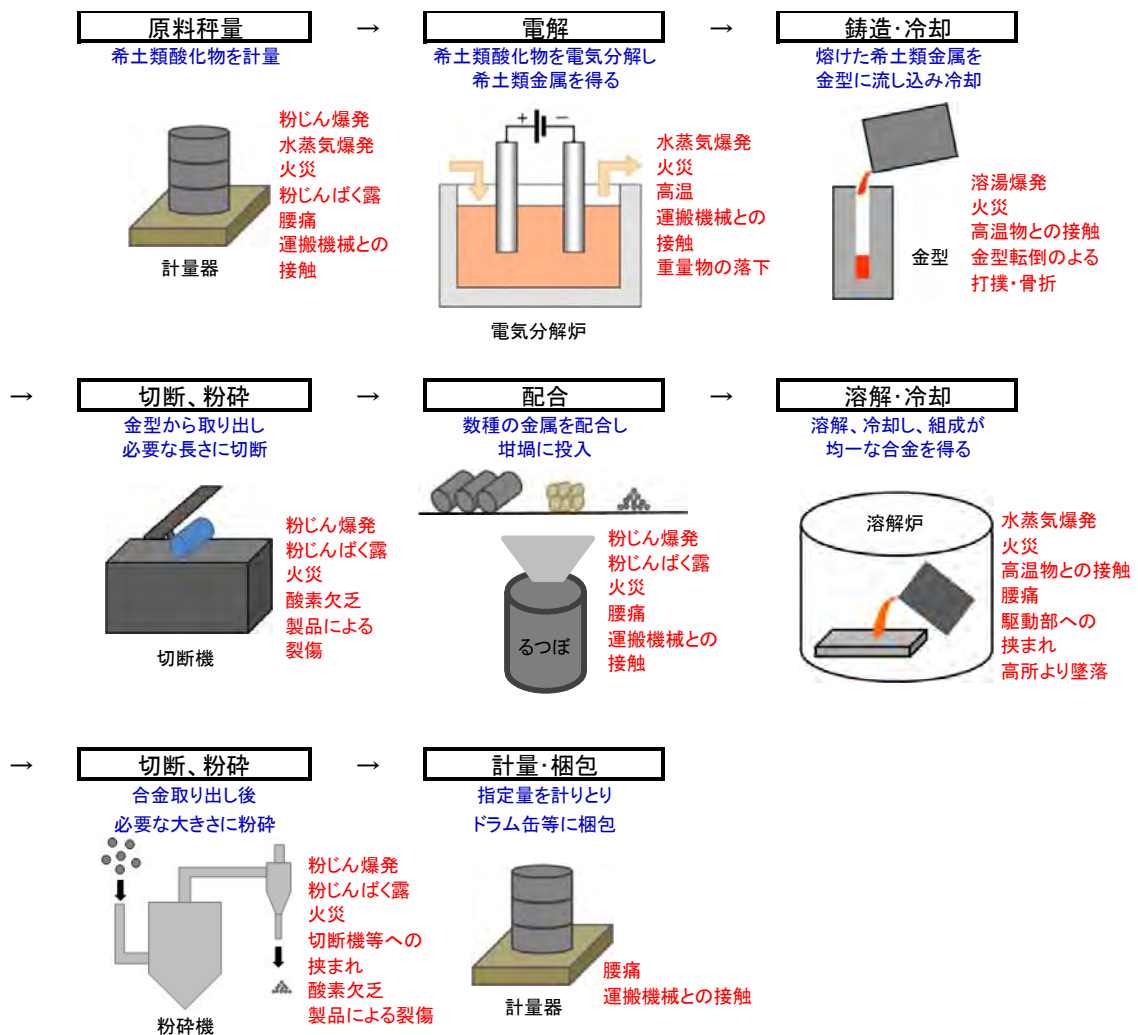 原料秤量
→
電解
→
鋳造・冷却
希土類酸化物を計量
希土類酸化物を電気分解し
希土類金属を得る
熔けた希土類金属を
金型に流し込み冷却
粉じん爆発
水蒸気爆発
火災
粉じんばく露
腰痛
運搬機械との
接触
計量器
+
−
水蒸気爆発
火災
高温
運搬機械との
接触
重量物の落下
電気分解炉
溶湯爆発
火災
高温物との接触
金型転倒のよる
打撲・骨折
金型
→
切断、粉砕
→
配合
→
溶解・冷却
金型から取り出し
必要な長さに切断
数種の金属を配合し
坩堝に投入
溶解、冷却し、組成が
均一な合金を得る
粉じん爆発
粉じんばく露
火災
酸素欠乏
製品による
裂傷
切断機
粉じん爆発
粉じんばく露
火災
腰痛
運搬機械との
接触
るつぼ
溶解炉
水蒸気爆発
火災
高温物との接触
腰痛
駆動部への
挟まれ
高所より墜落
→
切断、粉砕
→
計量・梱包
合金取り出し後
必要な大きさに粉砕
指定量を計りとり
ドラム缶等に梱包
粉じん爆発
粉じんばく露
火災
切断機等への
挟まれ
酸素欠乏
製品による裂傷
粉砕機
腰痛
運搬機械との接触
計量器